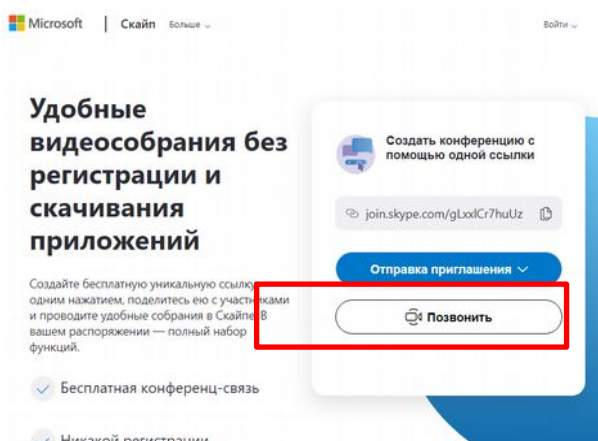 Microsoft | Скайп Больше
Войти
Удобные
видеособрания без
регистрации и
скачивания
приложений
Создайте бесплатную уникальную ссылку
одним нажатием, поделитесь ею с участниками
и проводите удобные собрания в Скайпе. В
вашем распоряжении — полный набор
функций.
Бесплатная конференц-связь
Никакой регистрации
Создать конференцию с
помощью одной ссылки
join.skype.com/gLxxlCr7huUz
Отправка приглашения
Позвонить